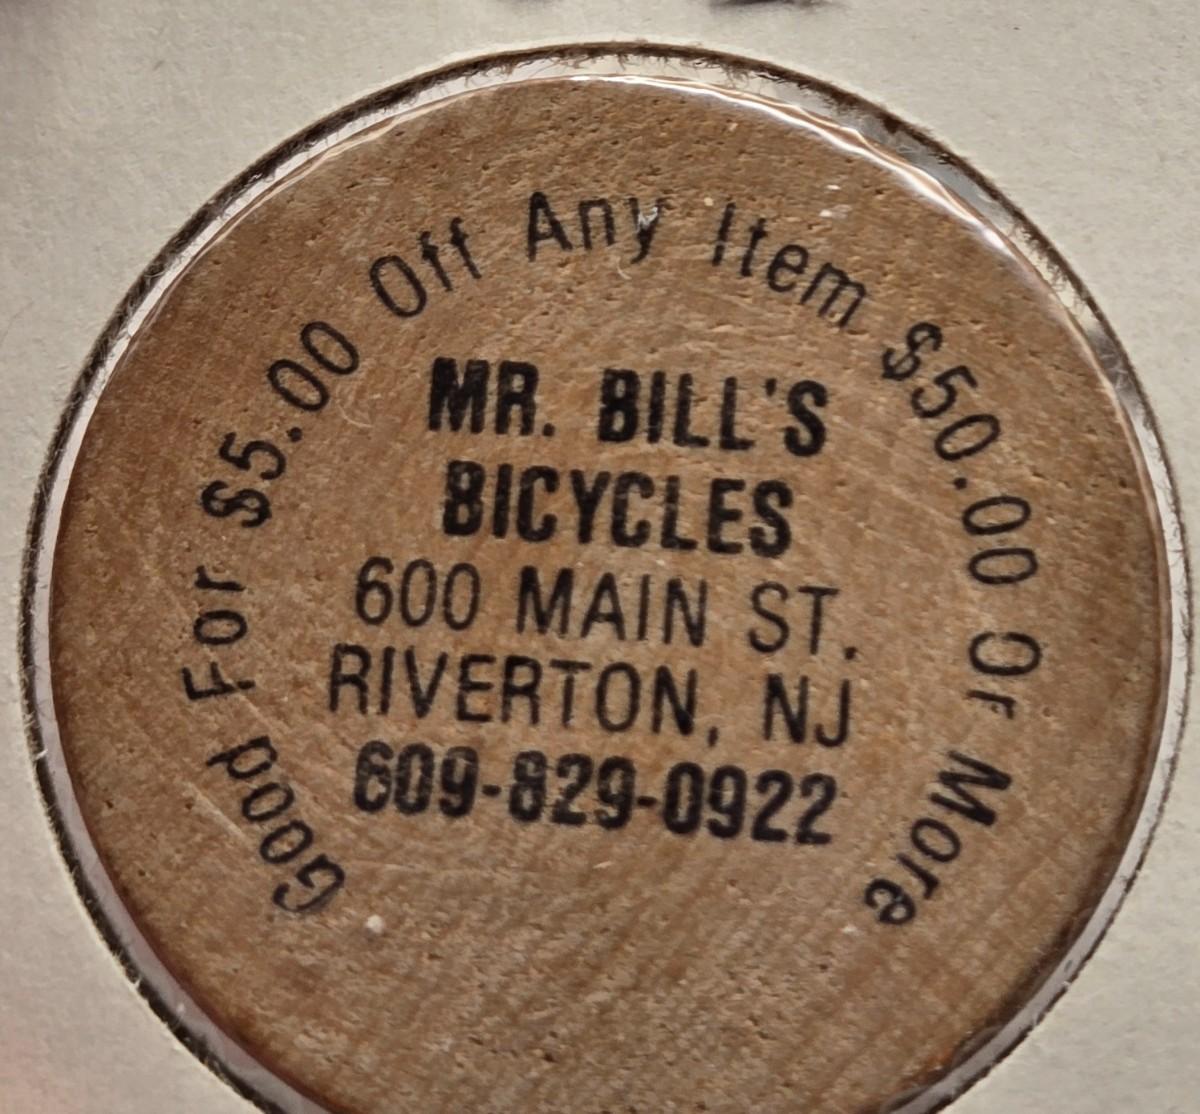 Good For $5.00 Off Any Item $50.00 Or More
MR. BILL'S
BICYCLES
600 MAIN ST.
RIVERTON, NJ
609-829-0922